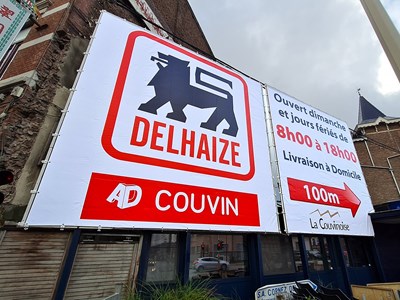 DELHAIZE
AD COUVIN
Ouvert dimanche
et jours fériés de
8h00 à 18h00
Livraison à Domicile
100m
La Couvinoise